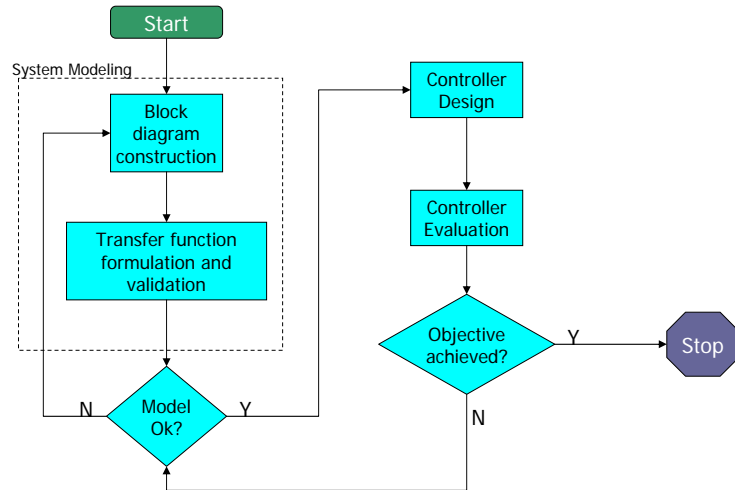 Start
System Modeling
Block
diagram
construction
Transfer function
formulation and
validation
Model
Ok?
N
Y
Controller
Design
Controller
Evaluation
Objective
achieved?
Y
N
Stop